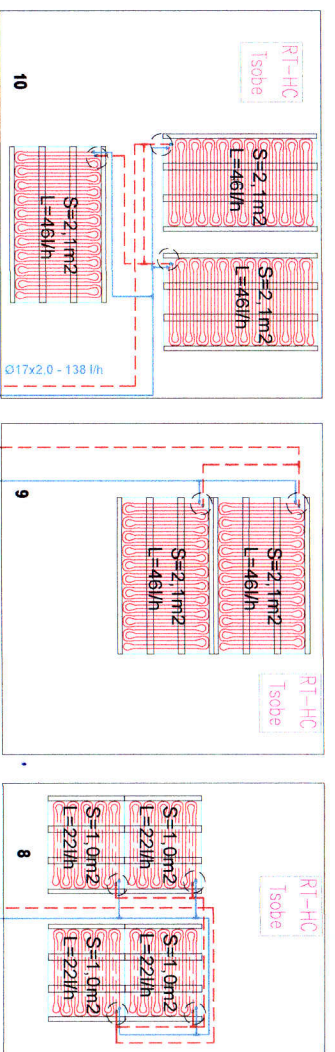 RT-HC
Tsobe
10
S=2,1m2
L=46l/h
S=2,1m2
L=46l/h
S=2,1m2
L=46l/h
Ø17x2,0 - 138 l/h
RT-HC
Tsobe
9
S=2,1m2
L=46l/h
S=2,1m2
L=46l/h
RT-HC
Tsobe
8
S=1,0m2
L=22l/h
S=1,0m2
L=22l/h
S=1,0m2
L=22l/h
S=1,0m2
L=22l/h